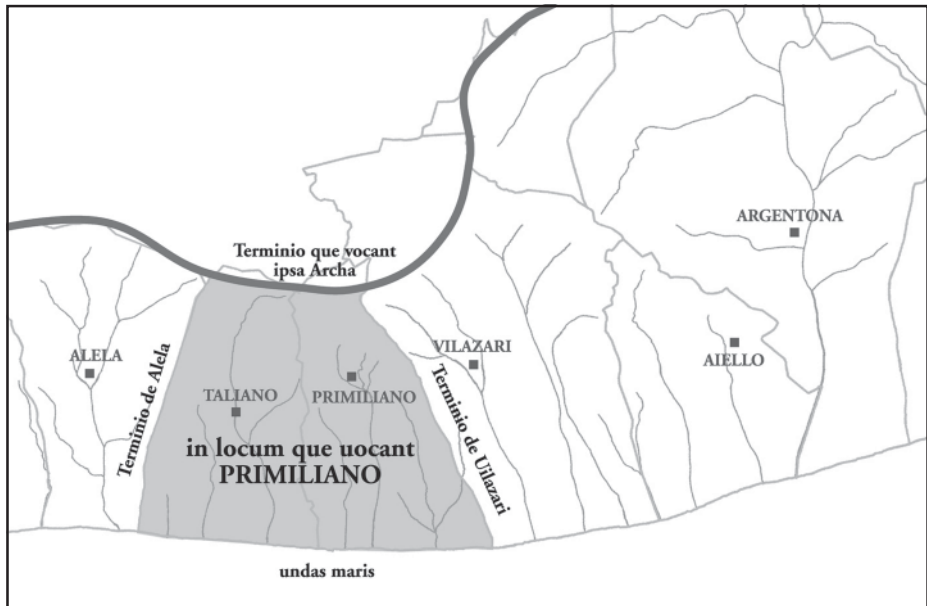 ARGENTONA
Terminio que vocant
ipsa Archa
ALELA
Terminio de Alela
TALIANO
PRIMILIANO
VILAZARI
AIELLO
Terminio de Uilazari
in locum que uocant
PRIMILIANO
undas maris